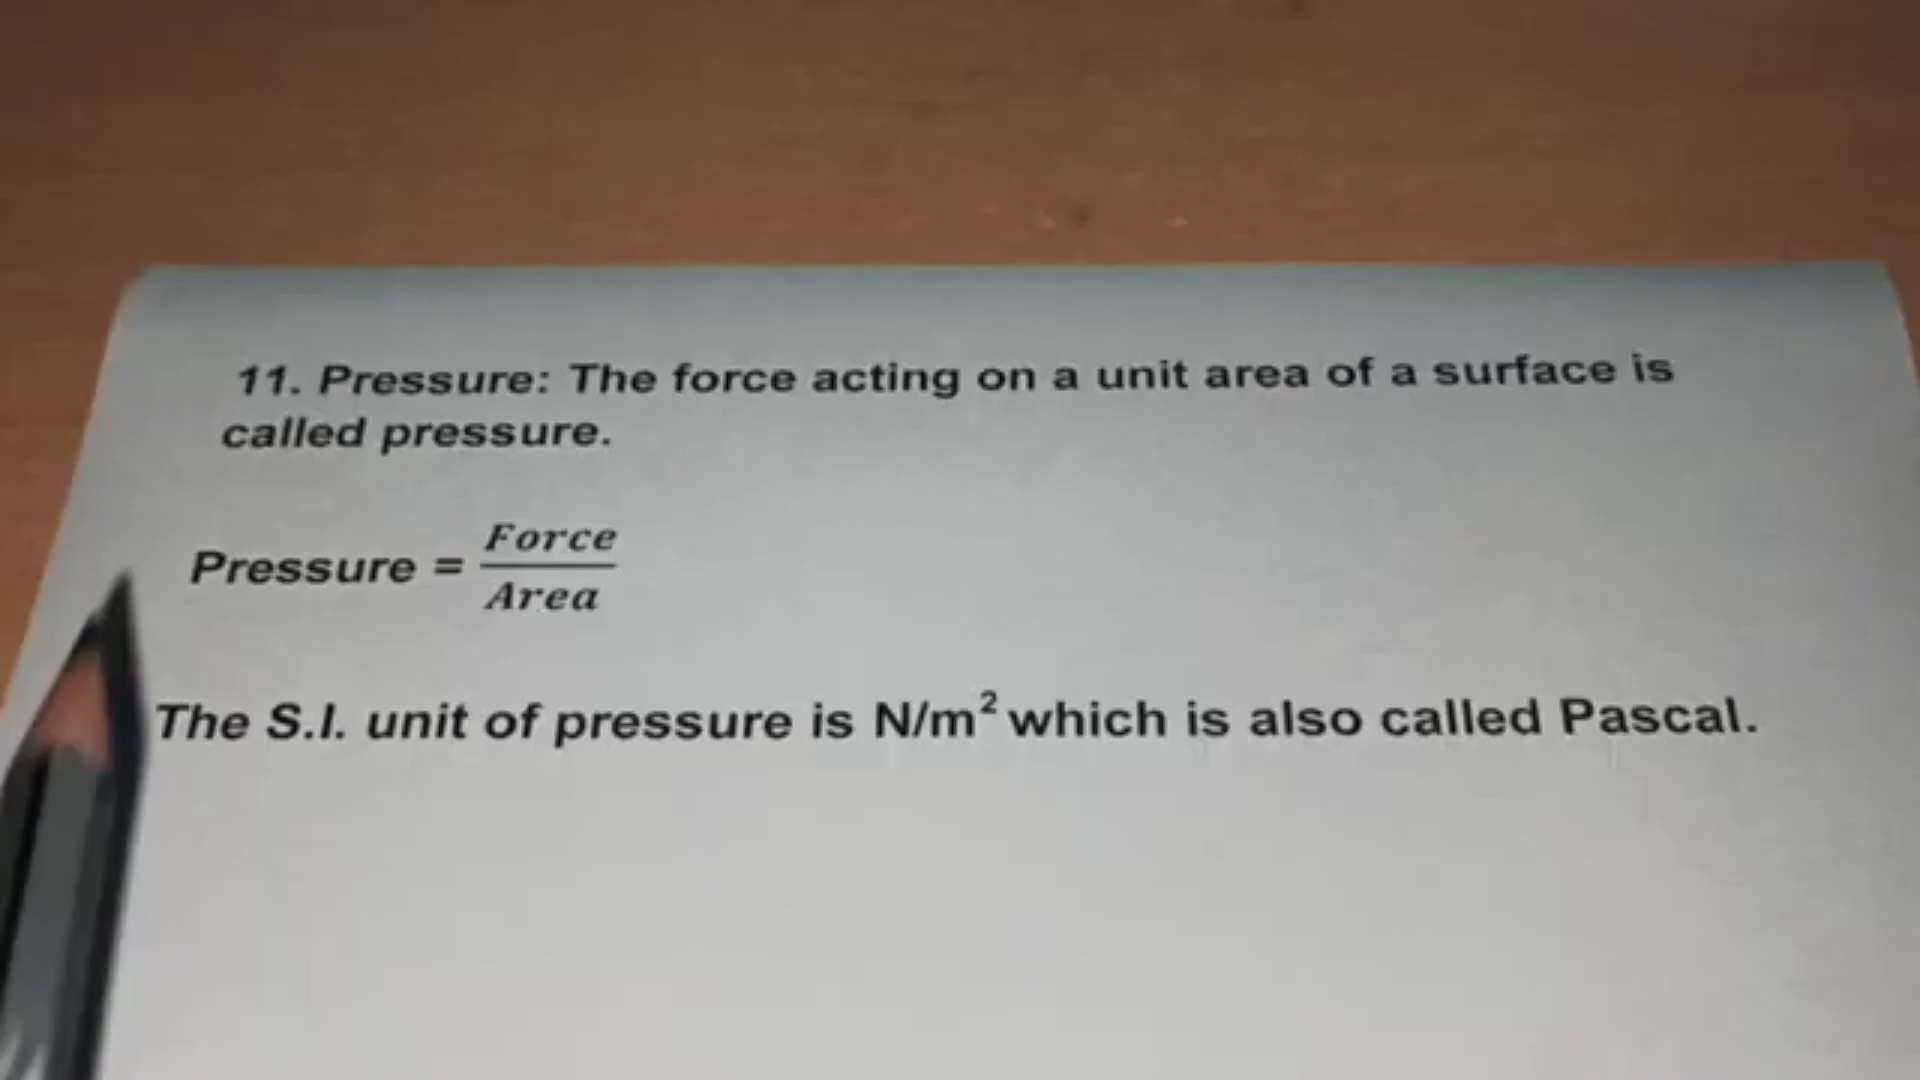 11. Pressure: The force acting on a unit area of a surface is
called pressure.
Pressure = Force/Area
The S.I. unit of pressure is N/m² which is also called Pascal.